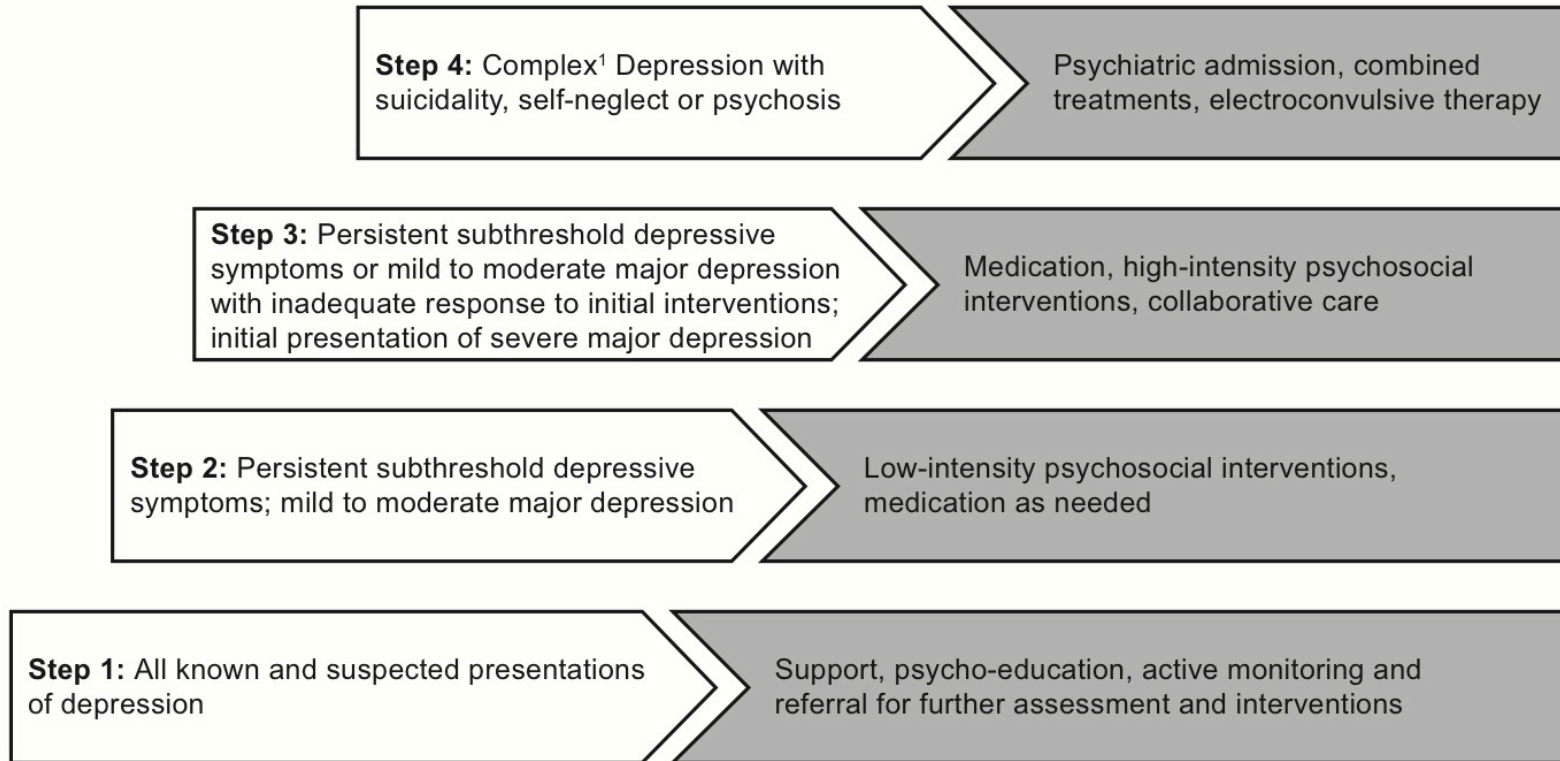 Step 4: Complex¹ Depression with
suicidality, self-neglect or psychosis
Psychiatric admission, combined
treatments, electroconvulsive therapy
Step 3: Persistent subthreshold depressive
symptoms or mild to moderate major depression
with inadequate response to initial interventions;
initial presentation of severe major depression
Medication, high-intensity psychosocial
interventions, collaborative care
Step 2: Persistent subthreshold depressive
symptoms; mild to moderate major depression
Low-intensity psychosocial interventions,
medication as needed
Step 1: All known and suspected presentations
of depression
Support, psycho-education, active monitoring and
referral for further assessment and interventions